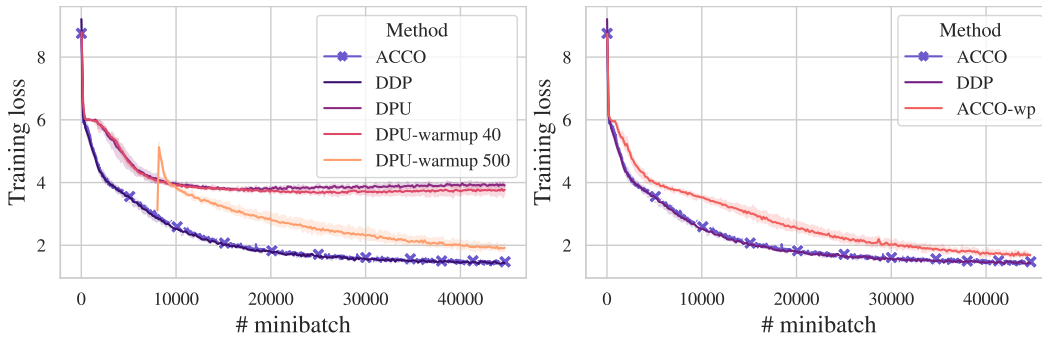 Training loss
8
6
4
2
0
10000
20000
30000
40000
# minibatch
Method
ACCO
DDP
DPU
DPU-warmup 40
DPU-warmup 500
Training loss
8
6
4
2
0
10000
20000
30000
40000
# minibatch
Method
ACCO
DDP
ACCO-wp